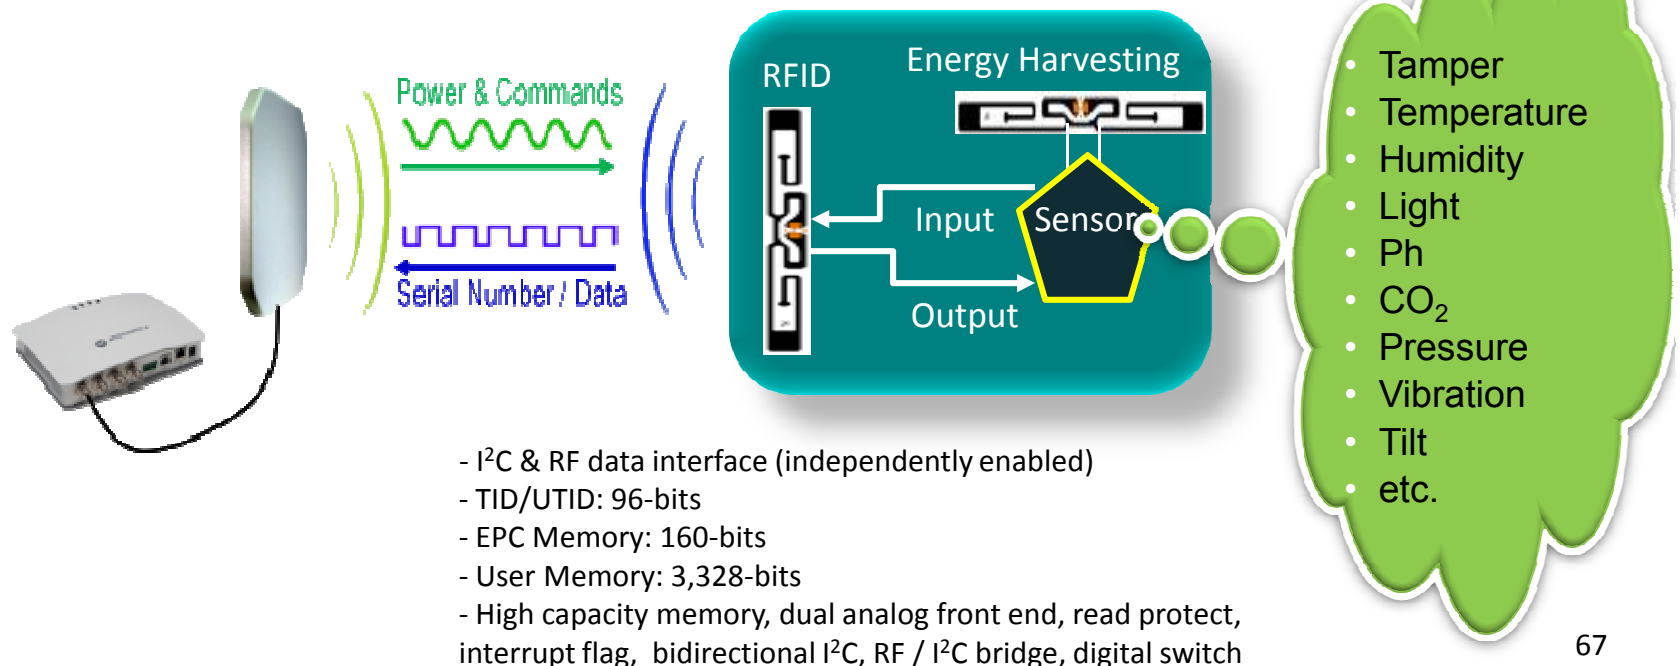 Power & Commands
Serial Number / Data
RFID
Energy Harvesting
Input
Sensor
Output
• Tamper
• Temperature
• Humidity
• Light
• Ph
• CO₂
• Pressure
• Vibration
• Tilt
• etc.
- I²C & RF data interface (independently enabled)
- TID/UTID: 96-bits
- EPC Memory: 160-bits
- User Memory: 3,328-bits
- High capacity memory, dual analog front end, read protect,
interrupt flag, bidirectional I²C, RF / I²C bridge, digital switch
67